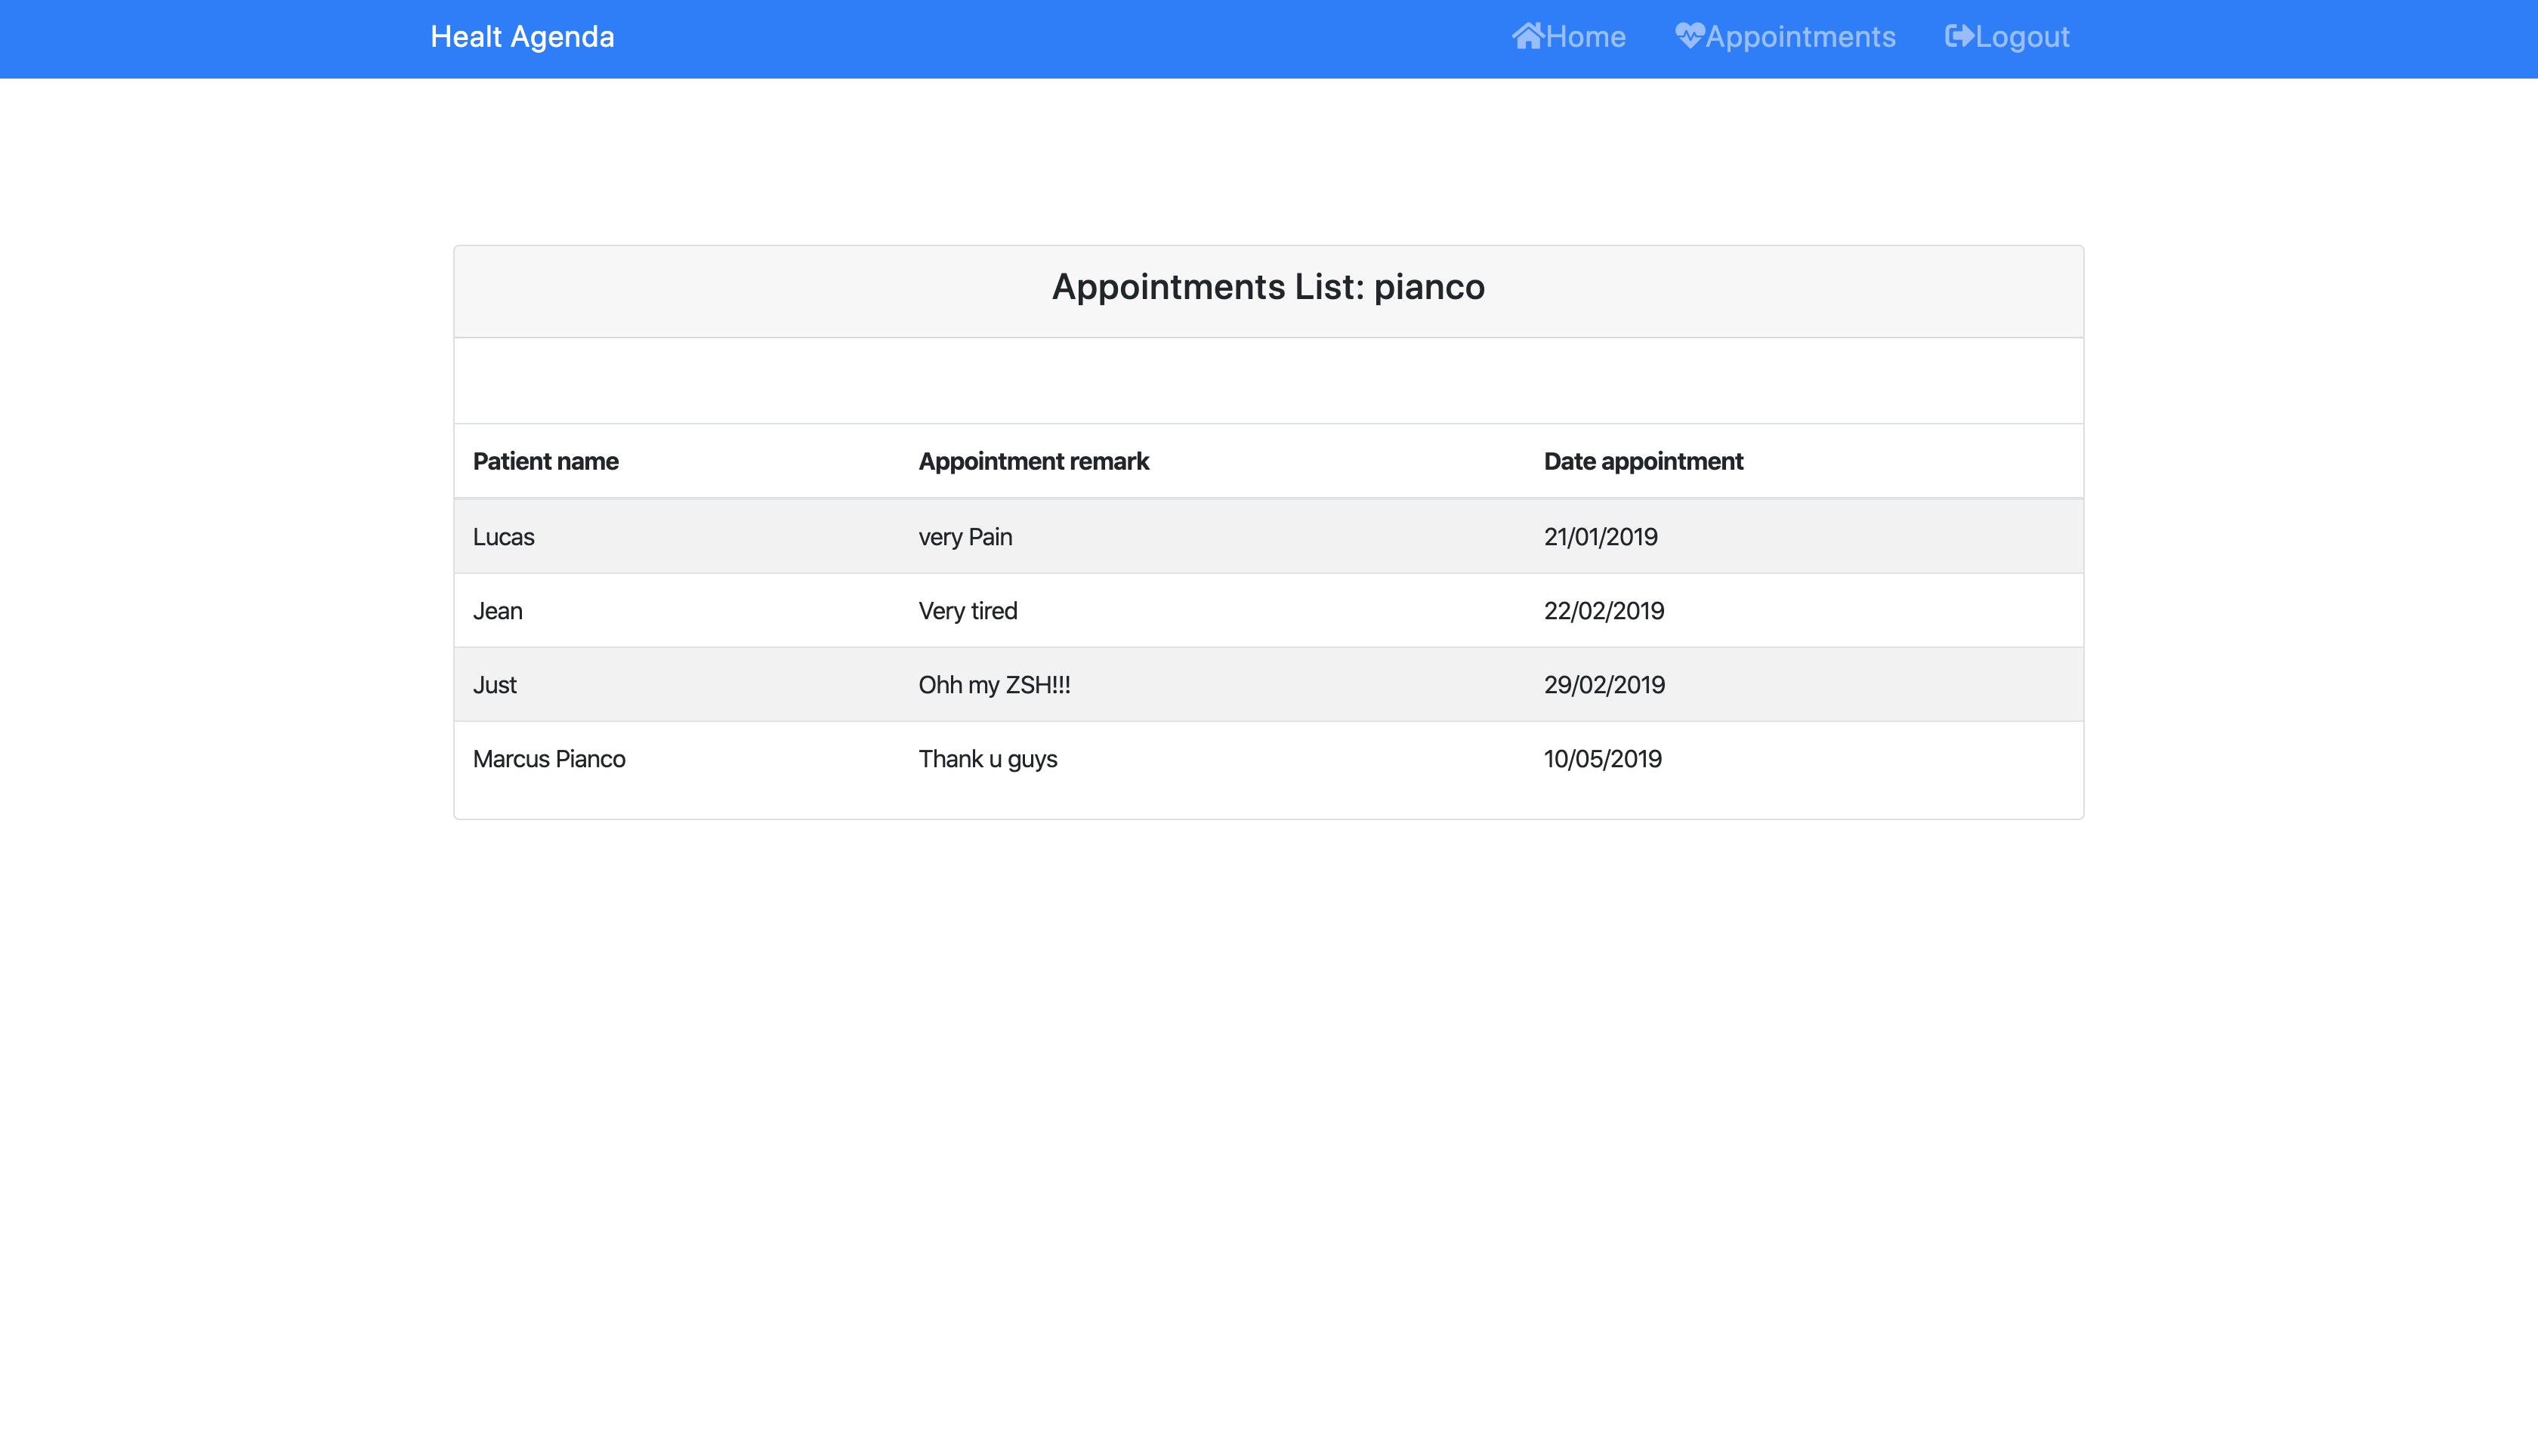 Healt Agenda Home Appointments Logout
Appointments List: pianco
Patient name Appointment remark Date appointment
Lucas very Pain 21/01/2019
Jean Very tired 22/02/2019
Just Ohh my ZSH!!! 29/02/2019
Marcus Pianco Thank u guys 10/05/2019